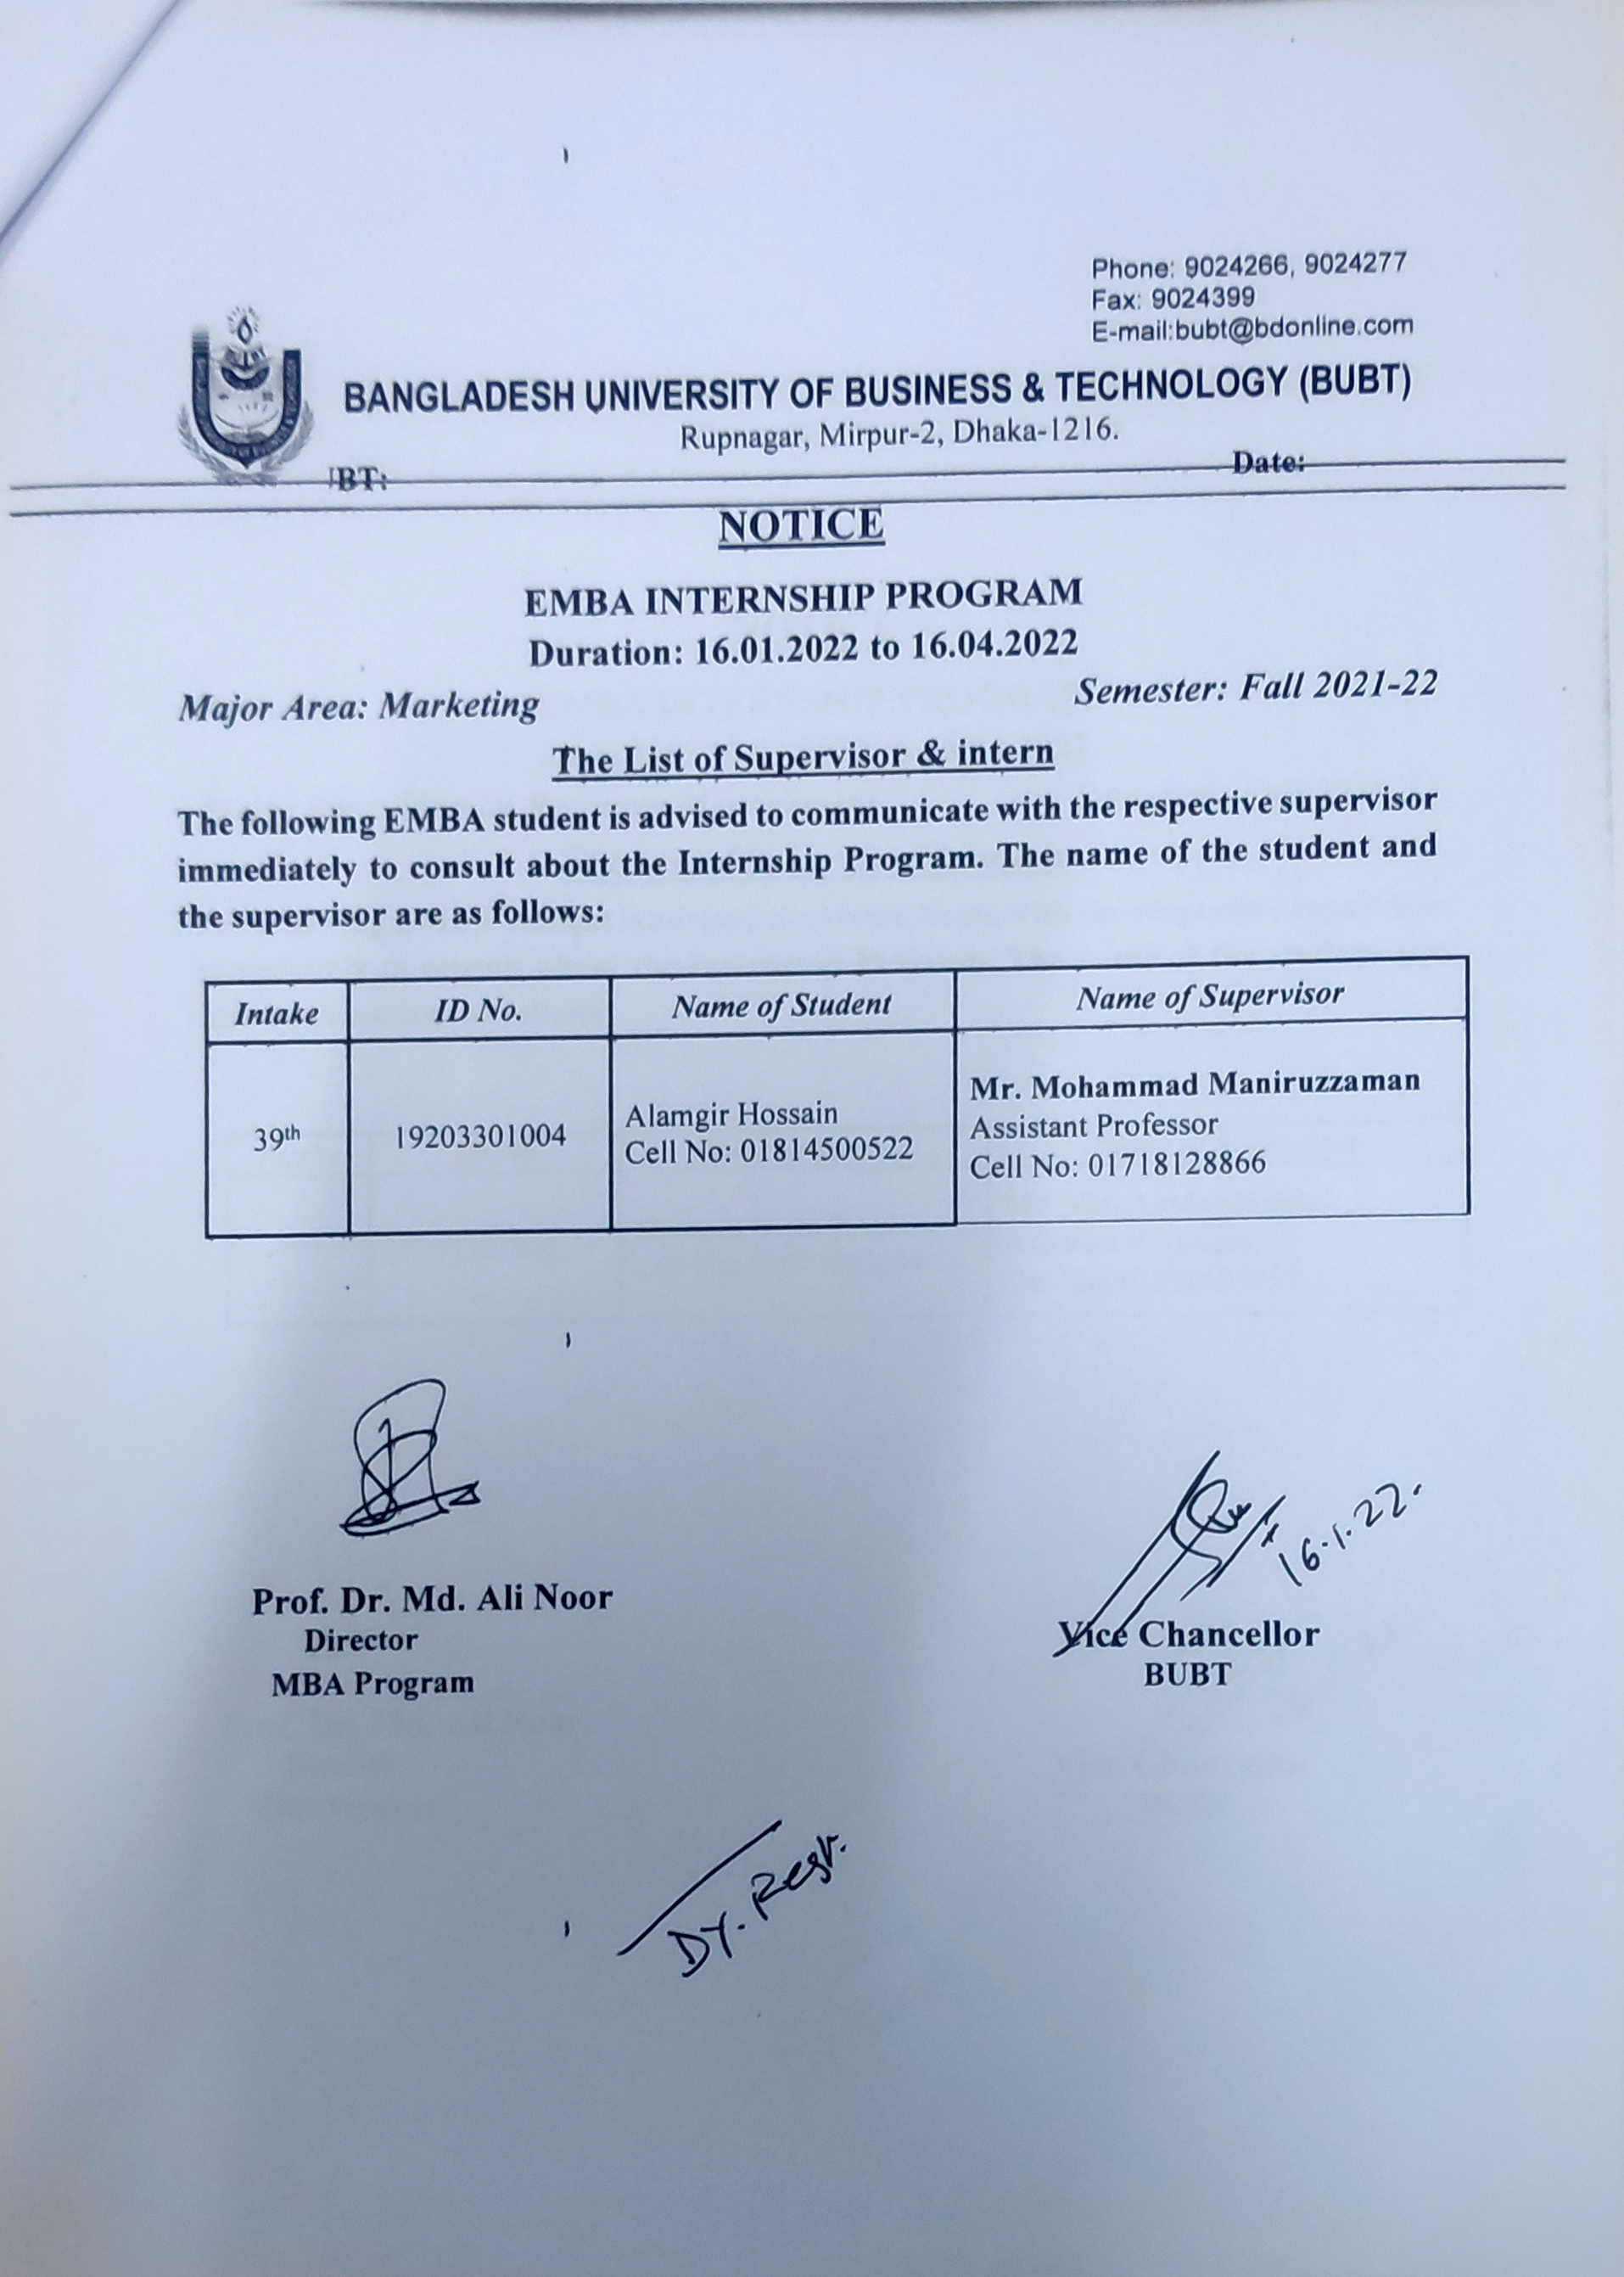 Phone: 9024266, 9024277
Fax: 9024399
E-mail:bubt@bdonline.com
BANGLADESH UNIVERSITY OF BUSINESS & TECHNOLOGY (BUBT)
Rupnagar, Mirpur-2, Dhaka-1216.
BT: Date:
NOTICE
EMBA INTERNSHIP PROGRAM
Duration: 16.01.2022 to 16.04.2022
Major Area: Marketing Semester: Fall 2021-22
The List of Supervisor & intern
The following EMBA student is advised to communicate with the respective supervisor
immediately to consult about the Internship Program. The name of the student and
the supervisor are as follows:
Intake ID No. Name of Student Name of Supervisor
39th 19203301004
Alamgir Hossain
Cell No: 01814500522
Mr. Mohammad Maniruzzaman
Assistant Professor
Cell No: 01718128866
16.1.22.
Prof. Dr. Md. Ali Noor
Director
MBA Program
Vice Chancellor
BUBT
DY. Regr.